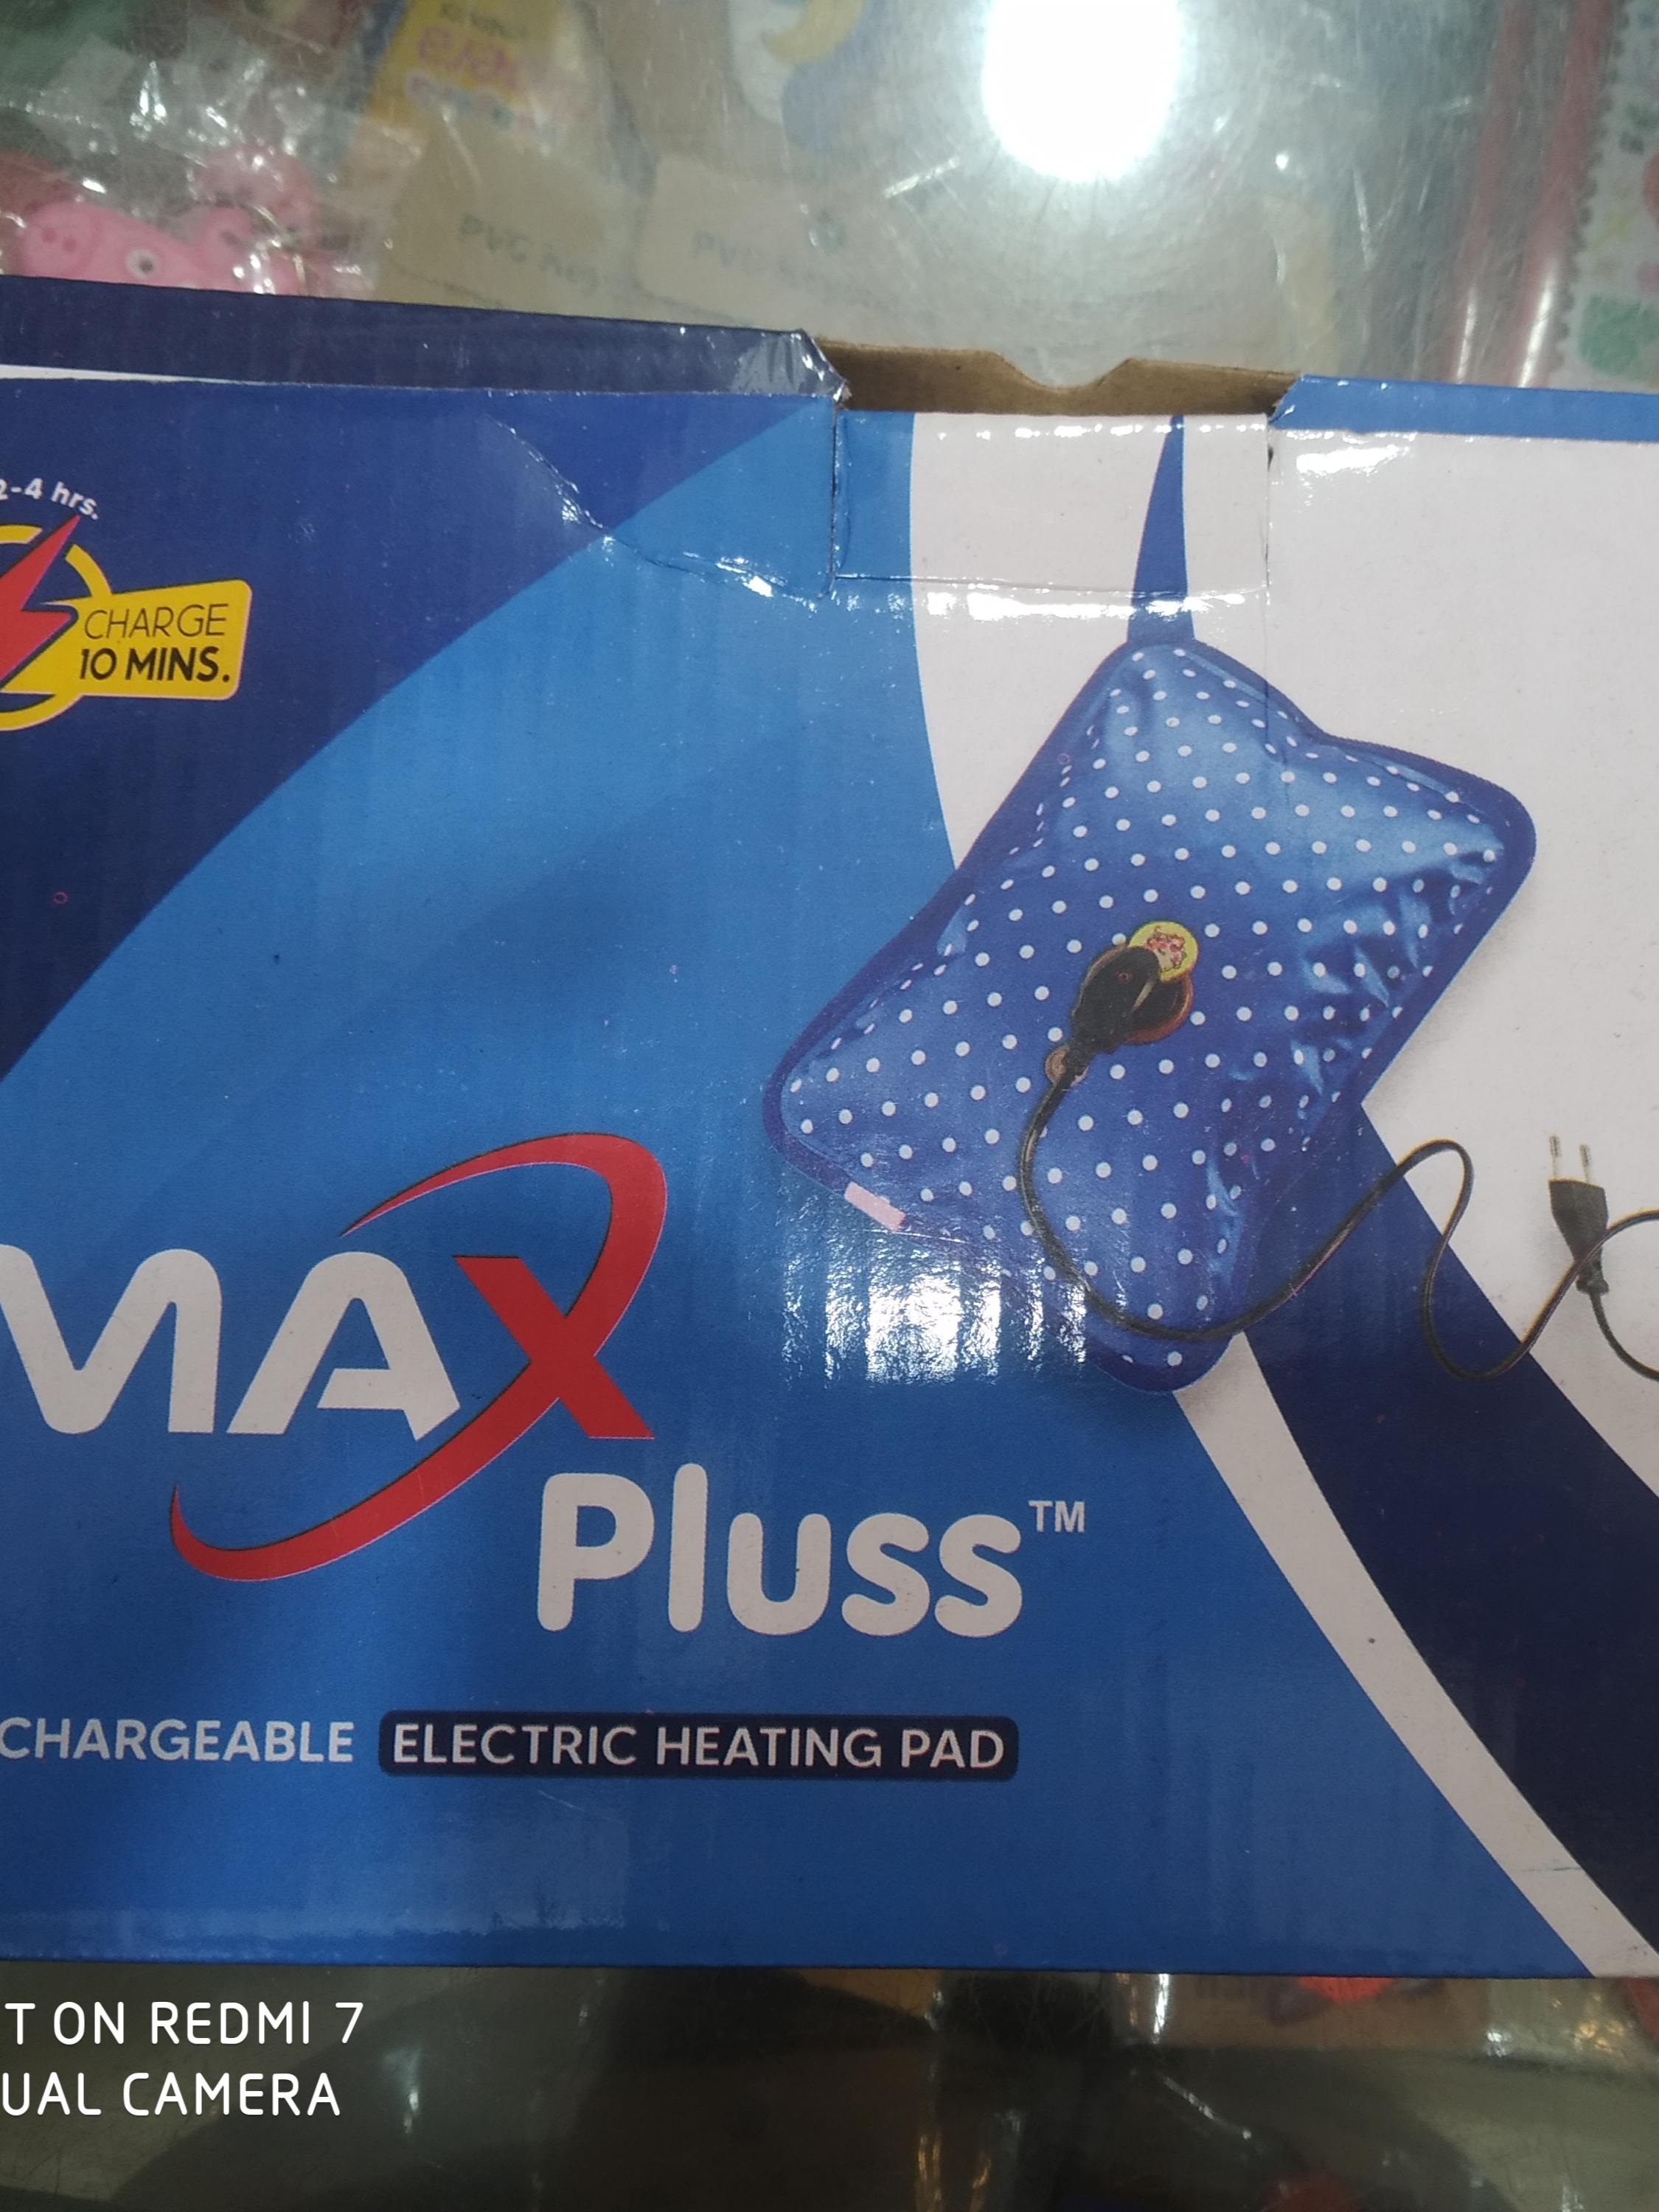 2-4 hrs.
CHARGE
10 MINS.
MAX
Pluss™
CHARGEABLE ELECTRIC HEATING PAD
T ON REDMI 7
UAL CAMERA